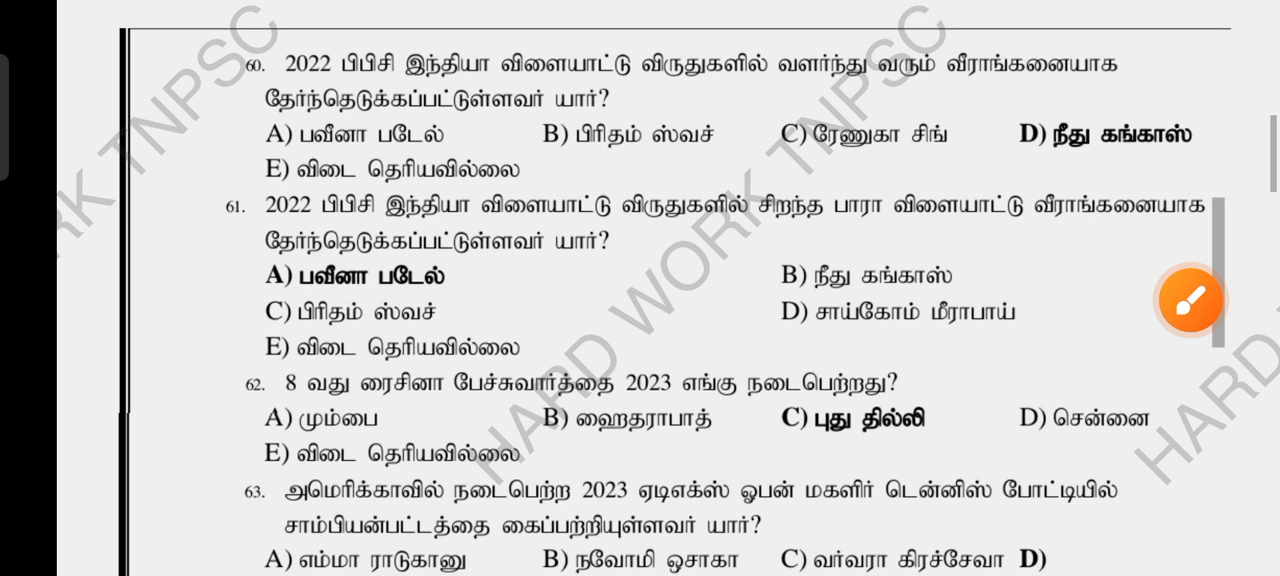 60. 2022 பிபிசி இந்தியா விளையாட்டு விருதுகளில் வளர்ந்து வரும் வீராங்கனையாக
தேர்ந்தெடுக்கப்பட்டுள்ளவர் யார்?
A) பவீனா படேல் B) பிரிதம் ஸ்வச் C) ரேணுகா சிங் D) நீது கங்காஸ்
E) விடை தெரியவில்லை
61. 2022 பிபிசி இந்தியா விளையாட்டு விருதுகளில் சிறந்த பாரா விளையாட்டு வீராங்கனையாக
தேர்ந்தெடுக்கப்பட்டுள்ளவர் யார்?
A) பவீனா படேல் B) நீது கங்காஸ்
C) பிரிதம் ஸ்வச் D) சாய்கோம் மீராபாய்
E) விடை தெரியவில்லை
62. 8 வது ரைசினா பேச்சுவார்த்தை 2023 எங்கு நடைபெற்றது?
A) மும்பை B) ஹைதராபாத் C) புது தில்லி D) சென்னை
E) விடை தெரியவில்லை
63. அமெரிக்காவில் நடைபெற்ற 2023 ஏடிஎக்ஸ் ஓபன் மகளிர் டென்னிஸ் போட்டியில்
சாம்பியன்பட்டத்தை கைப்பற்றியுள்ளவர் யார்?
A) எம்மா ராடுகானு B) நவோமி ஒசாகா C) வர்வரா கிரச்சேவா D)
RK TNPSC
HARD WORK TNPSC
HARD